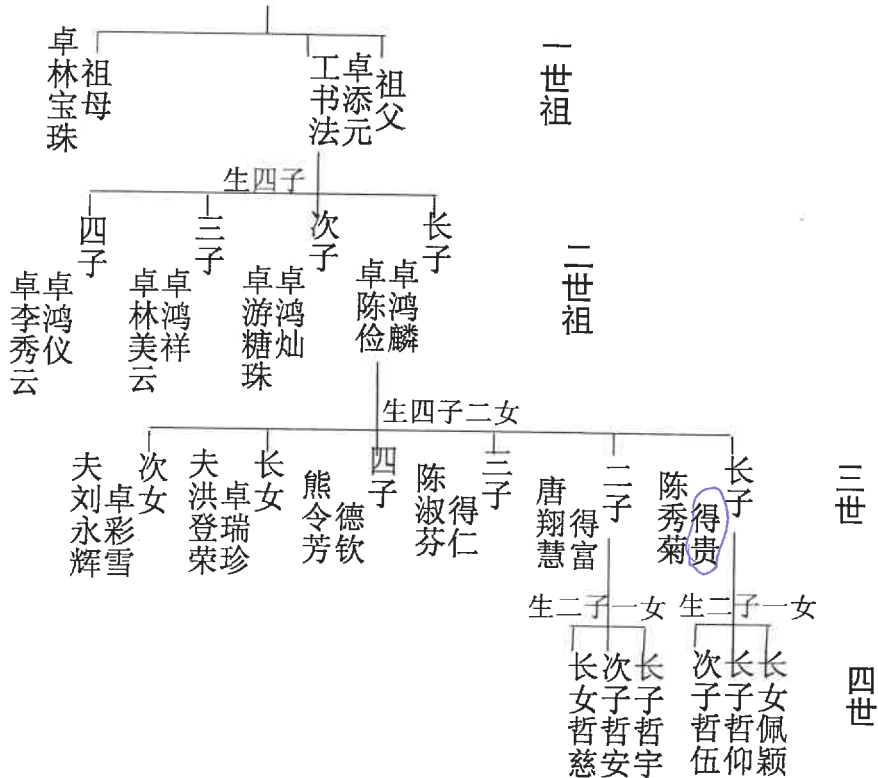 一世祖
祖父
卓添元
工书法
祖母
卓林宝珠
生四子
二世祖
长子
卓鸿麟
卓陈俭
次子
卓鸿灿
卓游糖珠
三子
卓鸿祥
卓林美云
四子
卓鸿仪
卓李秀云
生四子二女
三世
长子
得贵
陈秀菊
二子
得富
唐翔慧
三子
得仁
陈淑芬
四子
德钦
熊令芳
长女
卓瑞珍
夫洪登荣
次女
卓彩雪
夫刘永辉
生二子一女
生二子一女
四世
长女佩颖
长子哲仰
次子哲伍
长子哲宇
次子哲安
长女哲慈